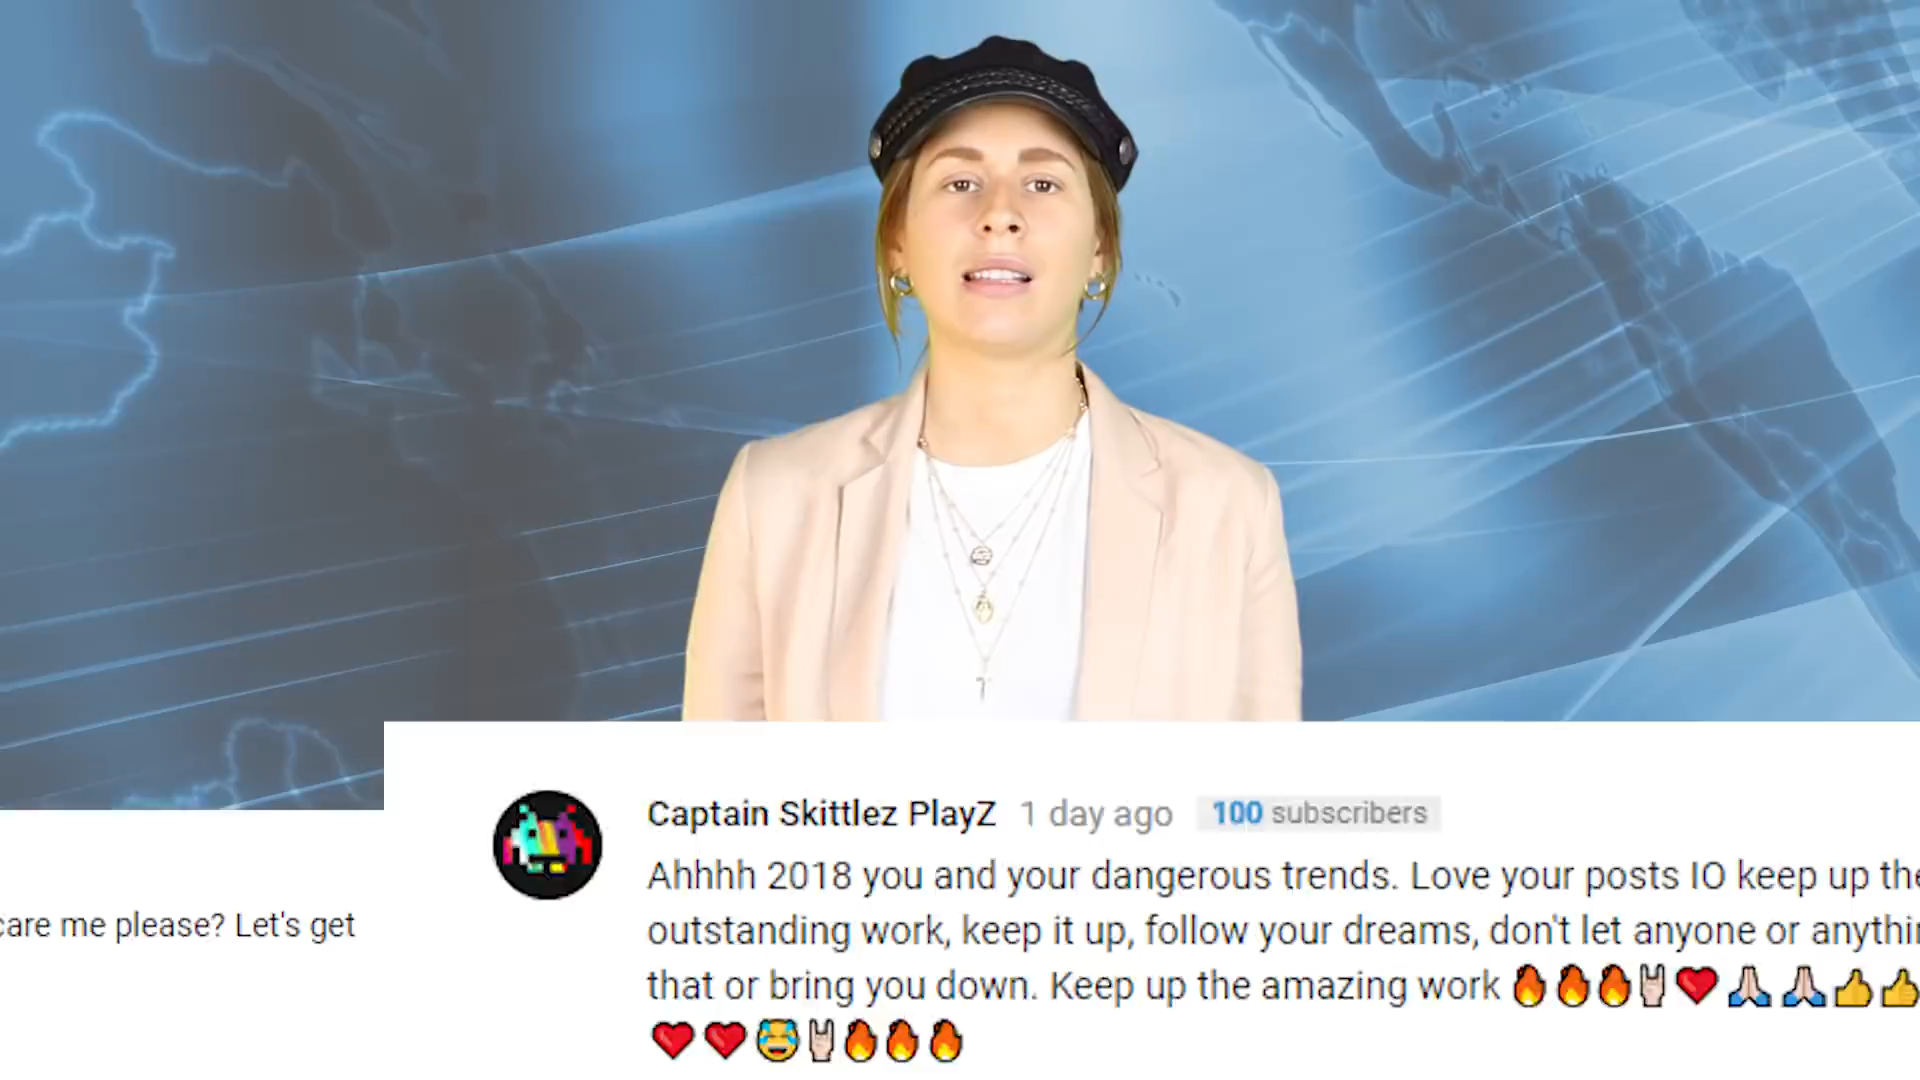 Captain Skittlez PlayZ 1 day ago 100 subscribers
Ahhhh 2018 you and your dangerous trends. Love your posts IO keep up the
outstanding work, keep it up, follow your dreams, don't let anyone or anythin
that or bring you down. Keep up the amazing work 🔥🔥🔥🤘🏻❤️🙏🏻🙏🏻👍👍
❤️❤️😂🤘🏻🔥🔥🔥
care me please? Let's get